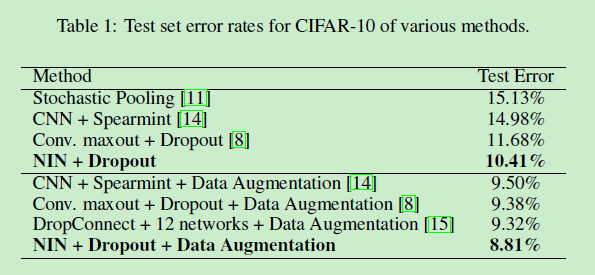 Table 1: Test set error rates for CIFAR-10 of various methods.
Method Test Error
Stochastic Pooling [11] 15.13%
CNN + Spearmint [14] 14.98%
Conv. maxout + Dropout [8] 11.68%
NIN + Dropout 10.41%
CNN + Spearmint + Data Augmentation [14] 9.50%
Conv. maxout + Dropout + Data Augmentation [8] 9.38%
DropConnect + 12 networks + Data Augmentation [15] 9.32%
NIN + Dropout + Data Augmentation 8.81%